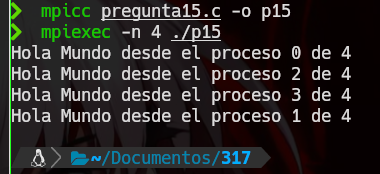 ❯ mpicc pregunta15.c -o p15
❯ mpiexec -n 4 ./p15
Hola Mundo desde el proceso 0 de 4
Hola Mundo desde el proceso 2 de 4
Hola Mundo desde el proceso 3 de 4
Hola Mundo desde el proceso 1 de 4
~/Documentos/317